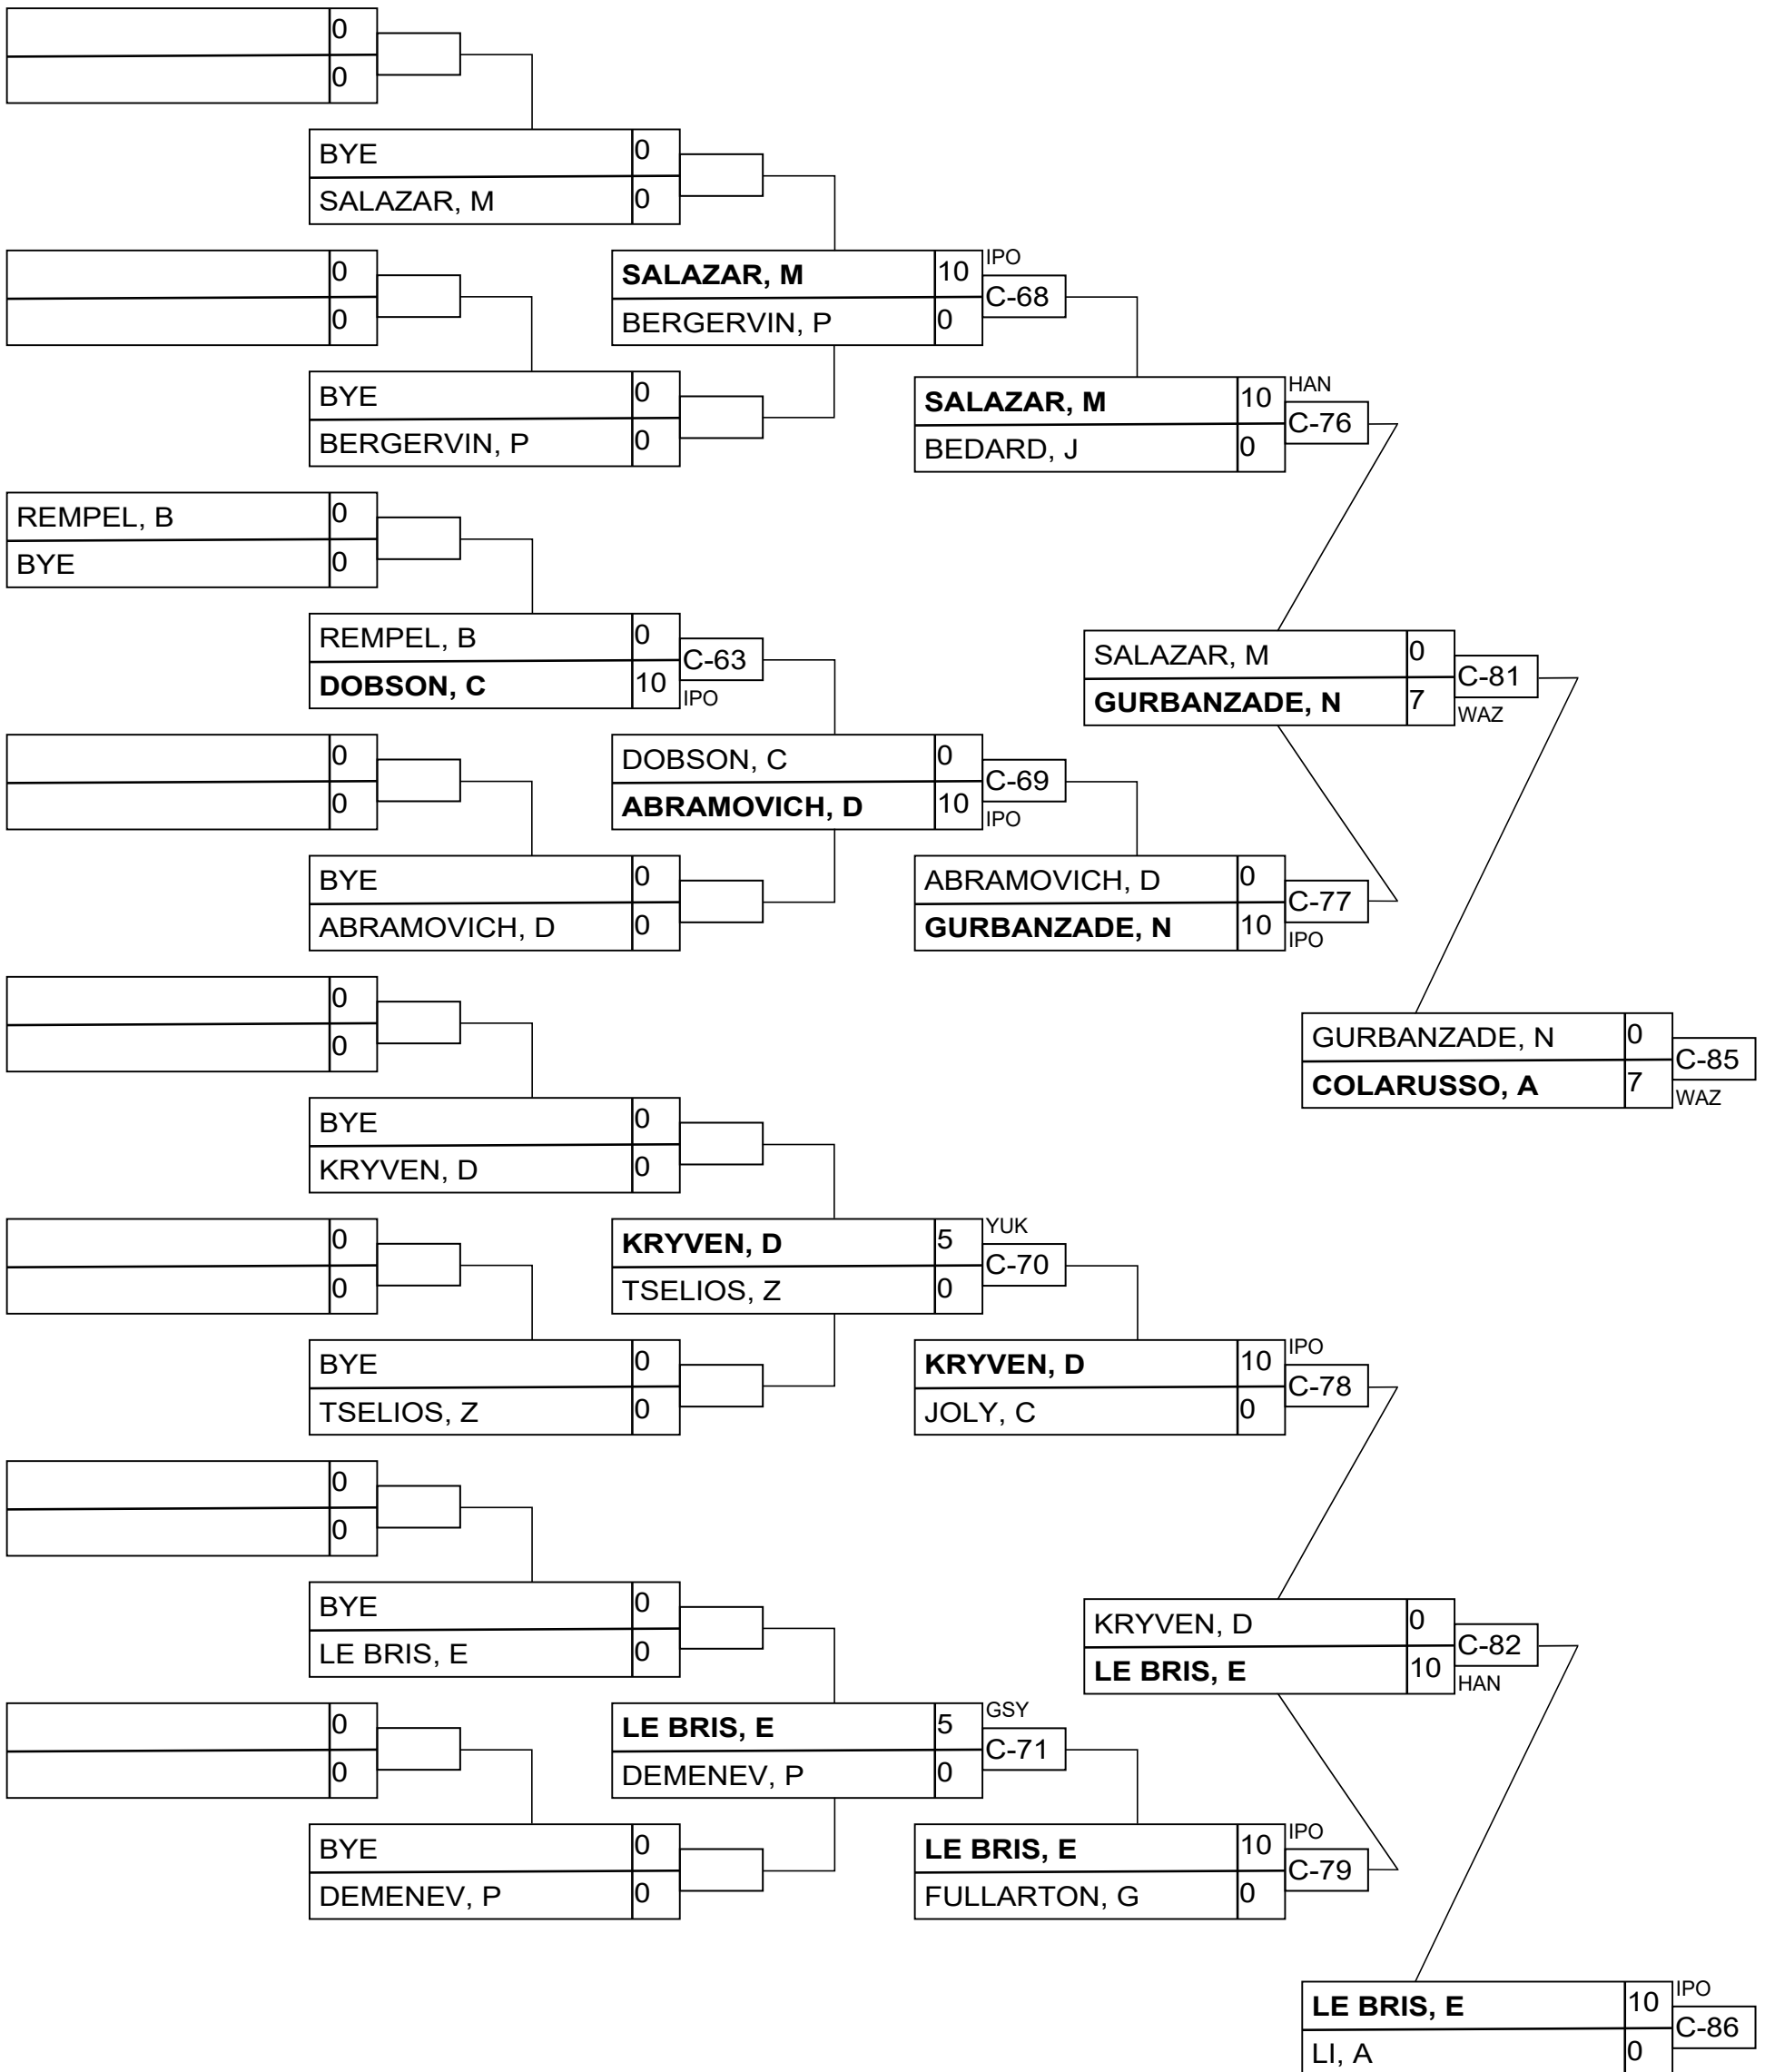 0
0
BYE 0
SALAZAR, M 0
0
0
SALAZAR, M 10 IPO
C-68
BERGERVIN, P 0
BYE 0
BERGERVIN, P 0
SALAZAR, M 10 HAN
C-76
BEDARD, J 0
REMPEL, B 0
BYE 0
REMPEL, B 0
C-63
DOBSON, C 10 IPO
SALAZAR, M 0
C-81
GURBANZADE, N 7 WAZ
0
0
DOBSON, C 0
C-69
ABRAMOVICH, D 10 IPO
BYE 0
ABRAMOVICH, D 0
ABRAMOVICH, D 0
C-77
GURBANZADE, N 10 IPO
0
0
GURBANZADE, N 0
C-85
COLARUSSO, A 7 WAZ
BYE 0
KRYVEN, D 0
0
0
KRYVEN, D 5 YUK
C-70
TSELIOS, Z 0
BYE 0
TSELIOS, Z 0
KRYVEN, D 10 IPO
C-78
JOLY, C 0
0
0
BYE 0
LE BRIS, E 0
KRYVEN, D 0
C-82
LE BRIS, E 10 HAN
0
0
LE BRIS, E 5 GSY
C-71
DEMENEV, P 0
BYE 0
DEMENEV, P 0
LE BRIS, E 10 IPO
C-79
FULLARTON, G 0
LE BRIS, E 10 IPO
C-86
LI, A 0